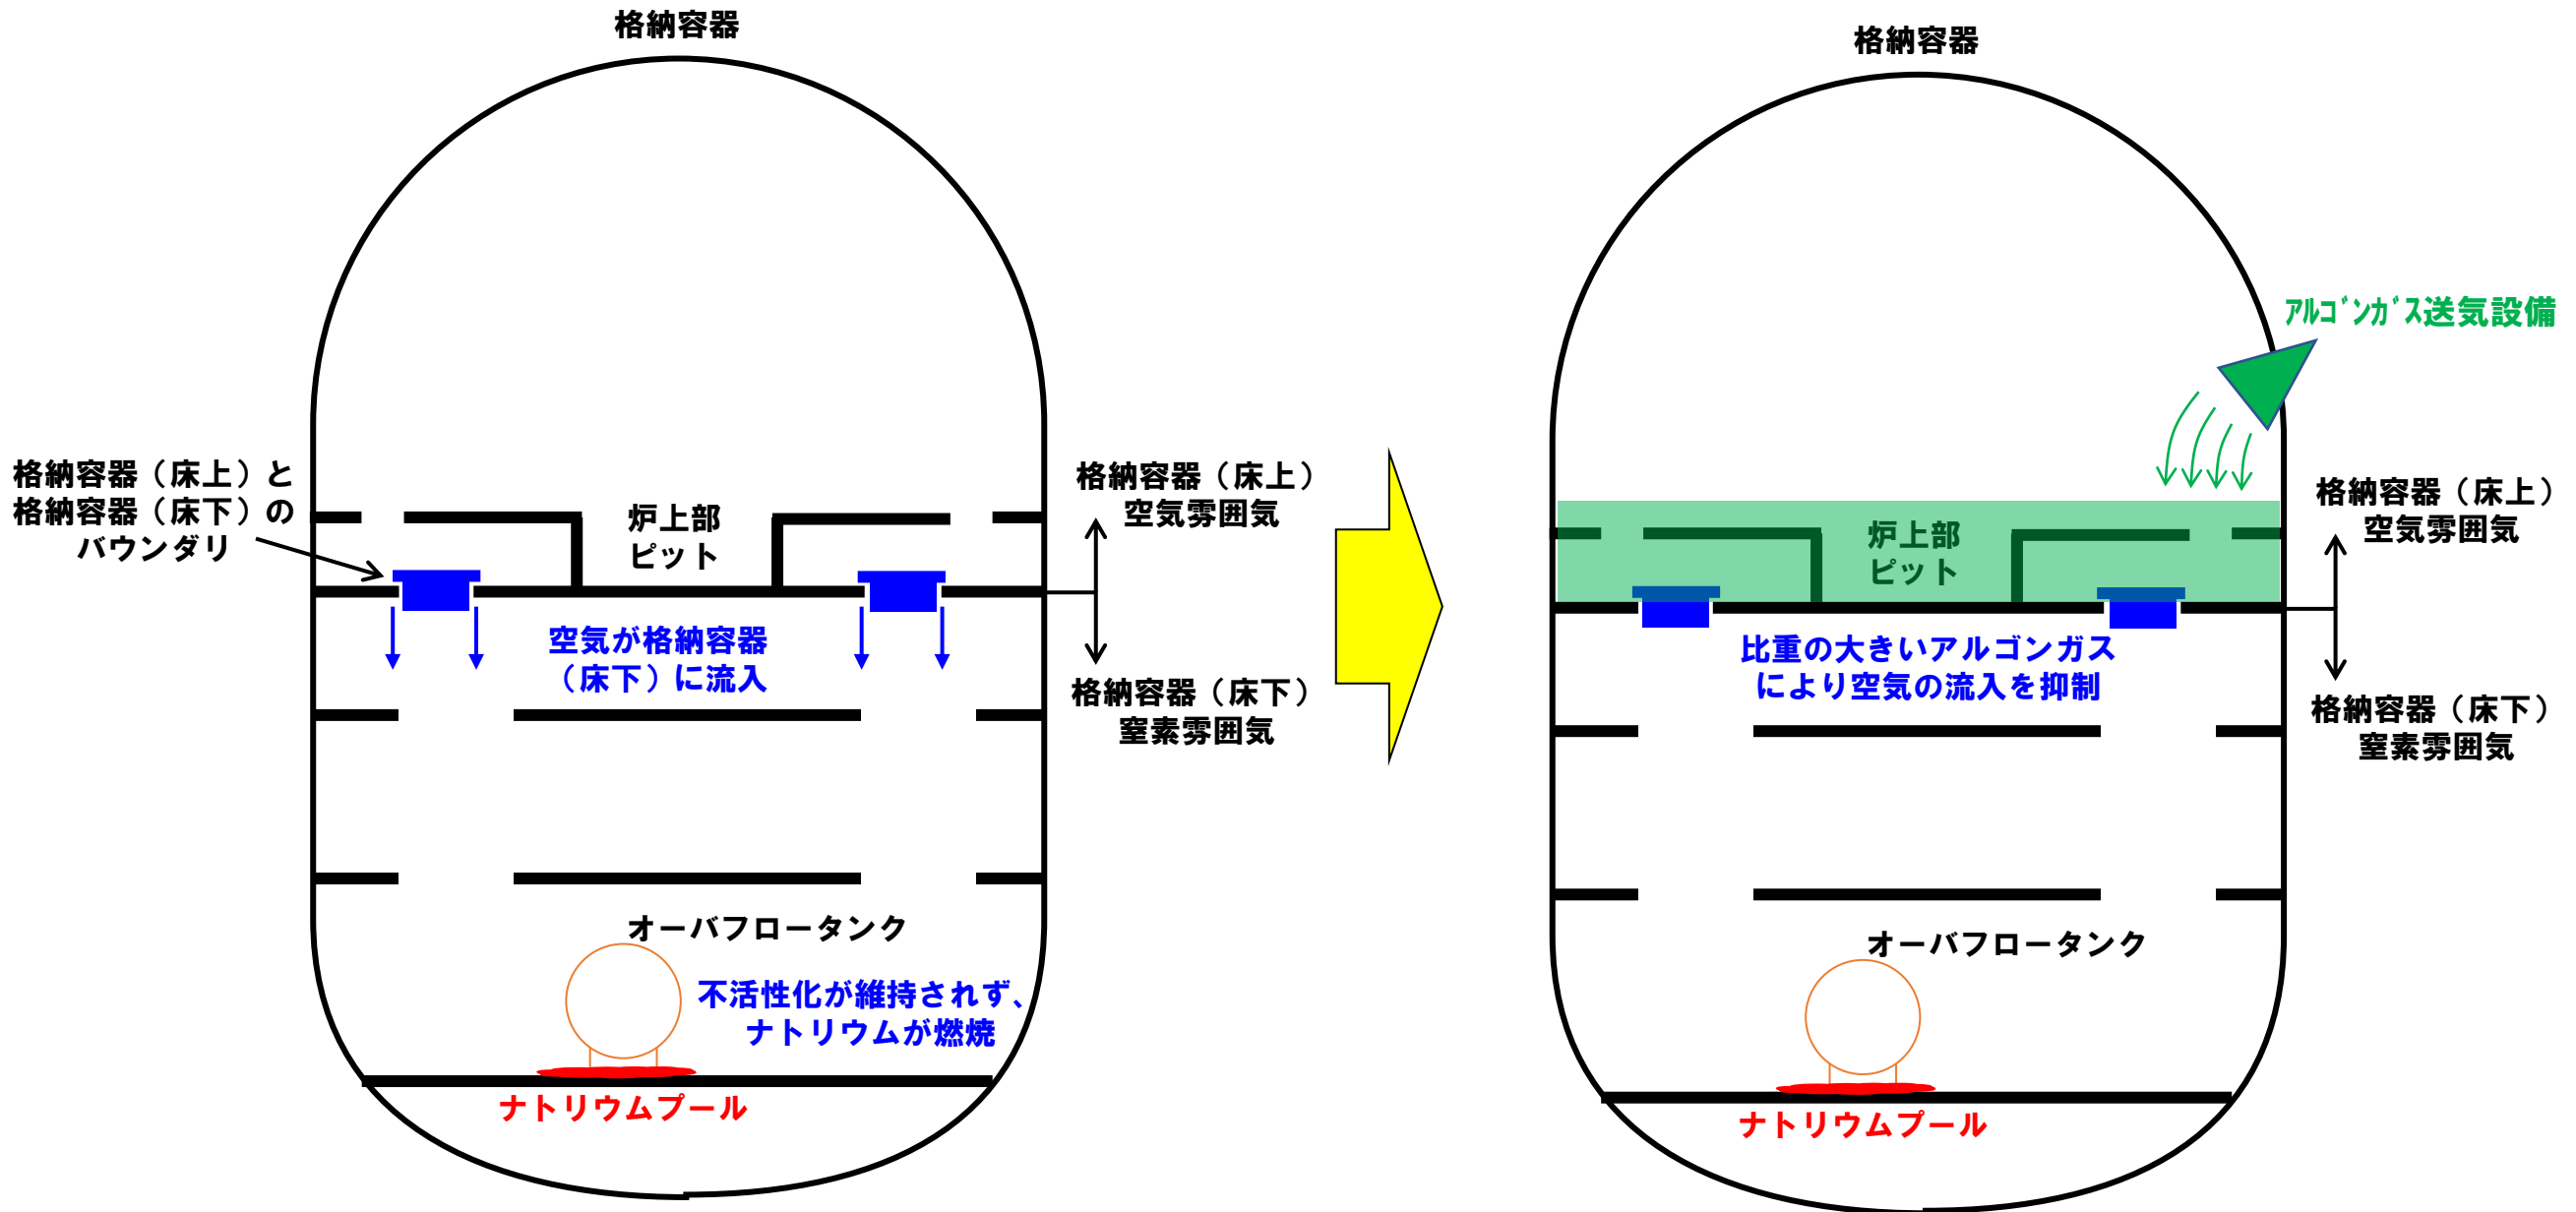 格納容器
格納容器（床上）と
格納容器（床下）の
バウンダリ
炉上部
ピット
格納容器（床上）
空気雰囲気
空気が格納容器
（床下）に流入
格納容器（床下）
窒素雰囲気
オーバフロータンク
不活性化が維持されず、
ナトリウムが燃焼
ナトリウムプール
格納容器
ｱﾙｺﾞﾝｶﾞｽ送気設備
格納容器（床上）
空気雰囲気
炉上部
ピット
比重の大きいアルゴンガス
により空気の流入を抑制
格納容器（床下）
窒素雰囲気
オーバフロータンク
ナトリウムプール